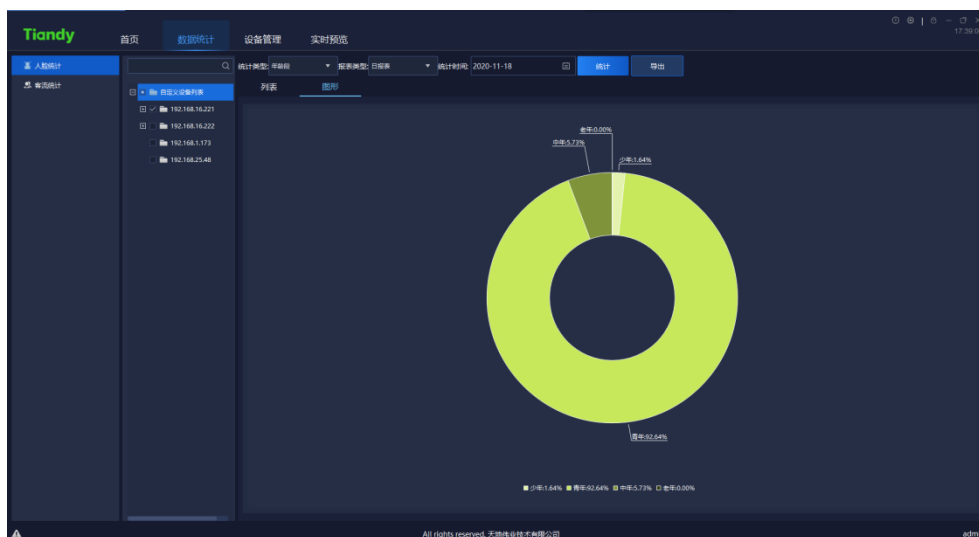 Tiandy
首页
数据统计
设备管理
实时预览
17:39:0
人脸统计
客流统计
自定义设备列表
192.168.16.221
192.168.16.222
192.168.1.173
192.168.25.48
统计类型: 年龄段 报表类型: 日报表 统计时间: 2020-11-18 统计 导出
列表 图形
老年:0.00%
中年:5.73%
少年:1.64%
青年:92.64%
少年:1.64% 青年:92.64% 中年:5.73% 老年:0.00%
All rights reserved. 天地伟业技术有限公司
admi